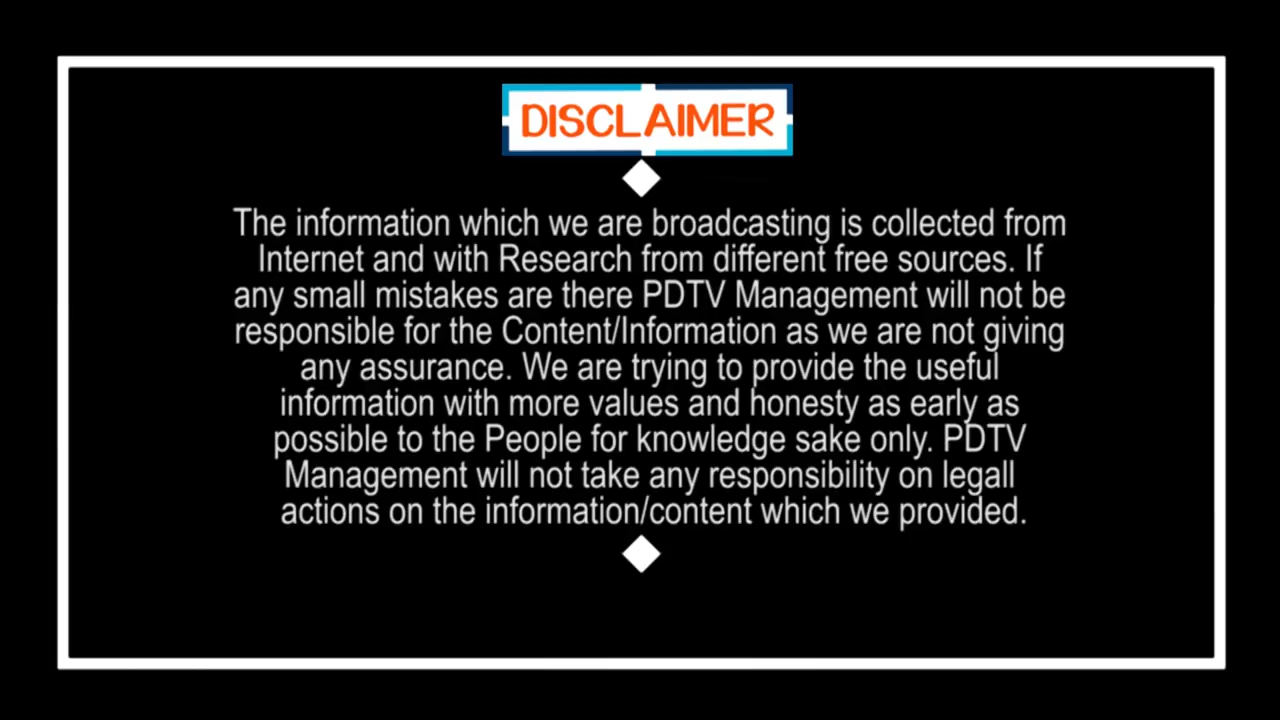 DISCLAIMER
The information which we are broadcasting is collected from
Internet and with Research from different free sources. If
any small mistakes are there PDTV Management will not be
responsible for the Content/Information as we are not giving
any assurance. We are trying to provide the useful
information with more values and honesty as early as
possible to the People for knowledge sake only. PDTV
Management will not take any responsibility on legall
actions on the information/content which we provided.